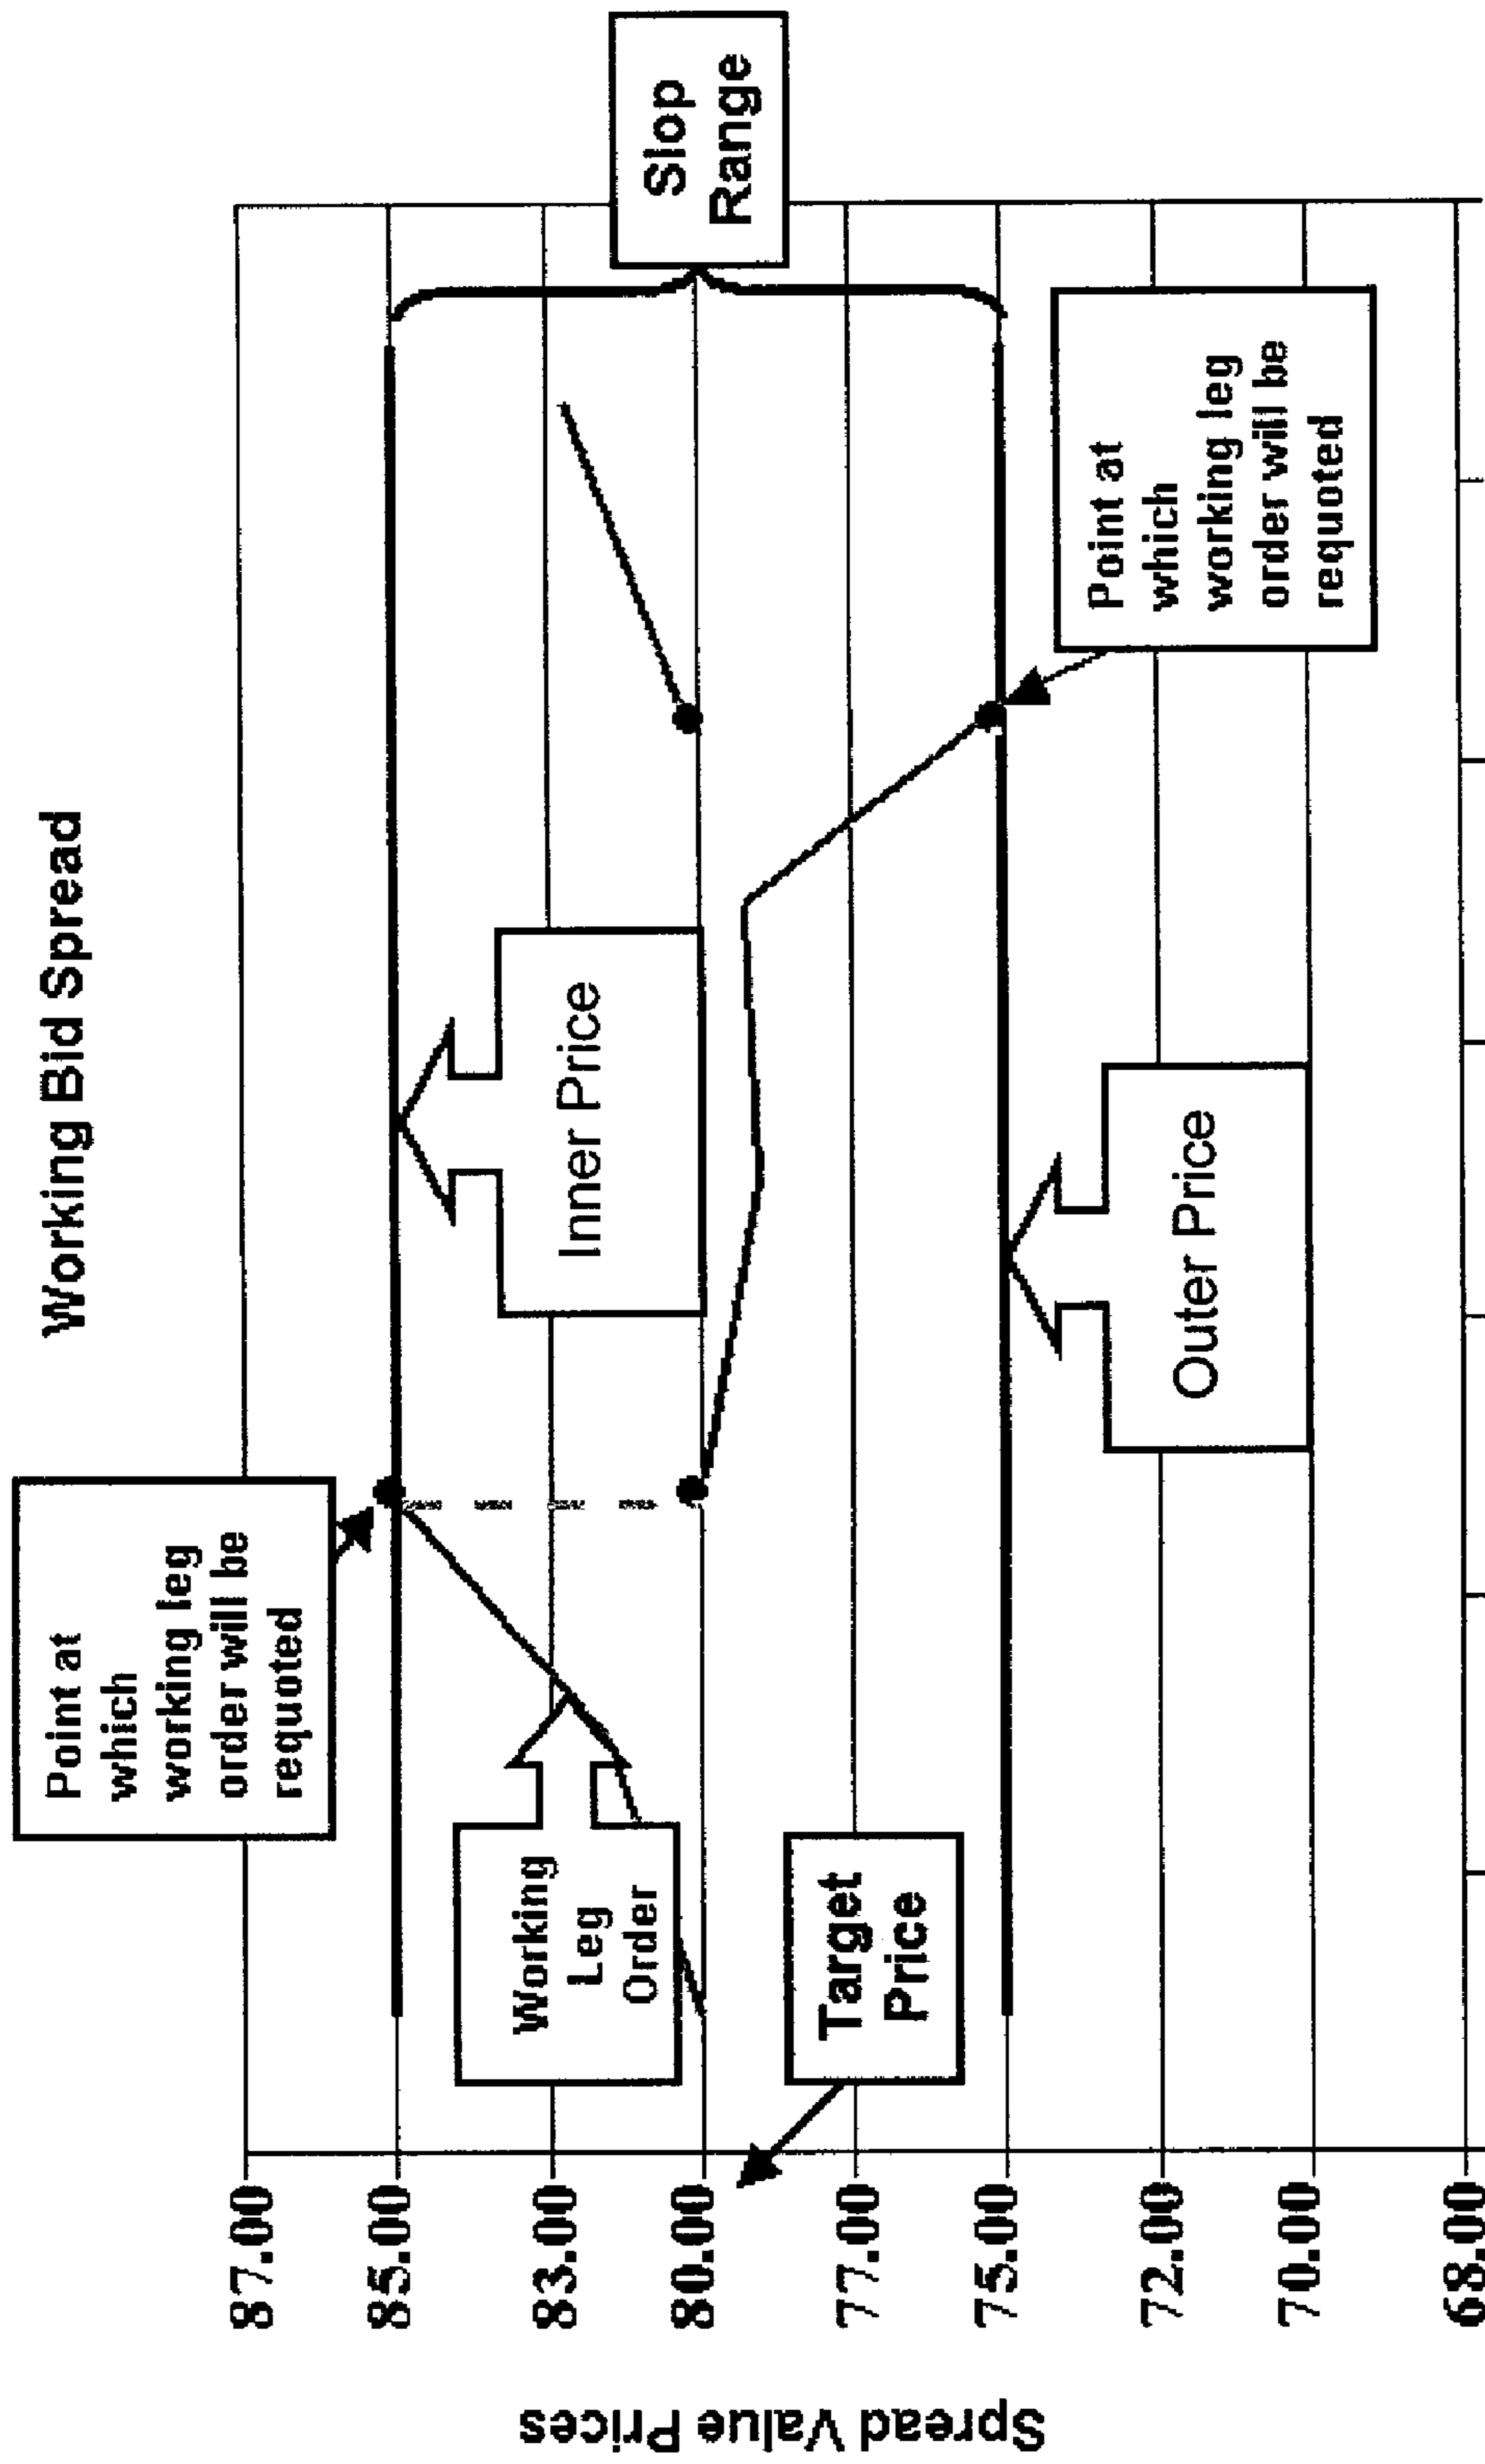 Working Bid Spread
Point at
which
working leg
order will be
requoted
Working
Leg
Order
Target
Price
Inner Price
Outer Price
Slop
Range
Point at
which
working leg
order will be
requoted
87.00
85.00
83.00
80.00
77.00
75.00
72.00
70.00
68.00
Spread Value Prices